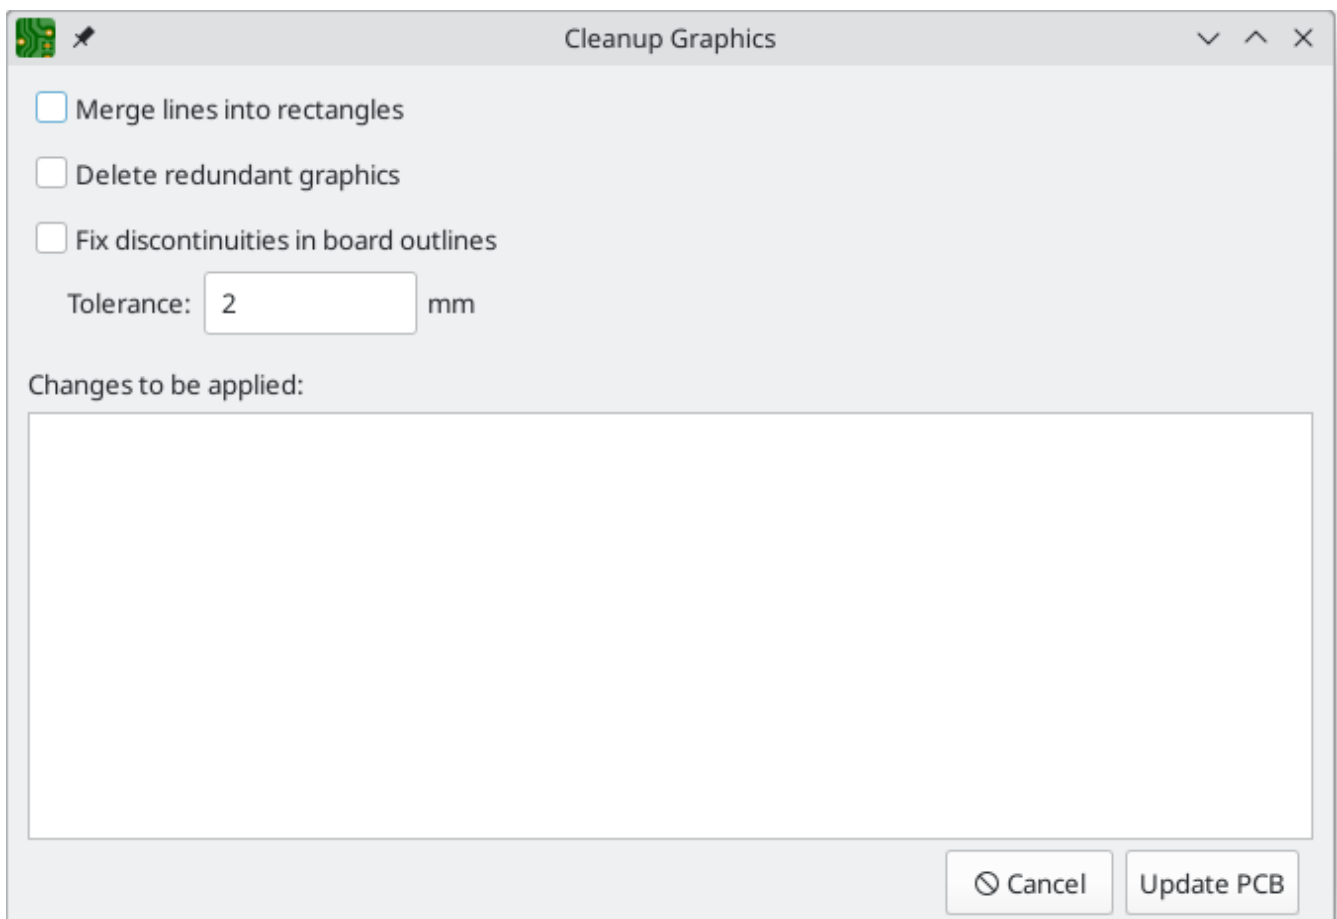 Cleanup Graphics
Merge lines into rectangles
Delete redundant graphics
Fix discontinuities in board outlines
Tolerance: 2 mm
Changes to be applied:
Cancel Update PCB